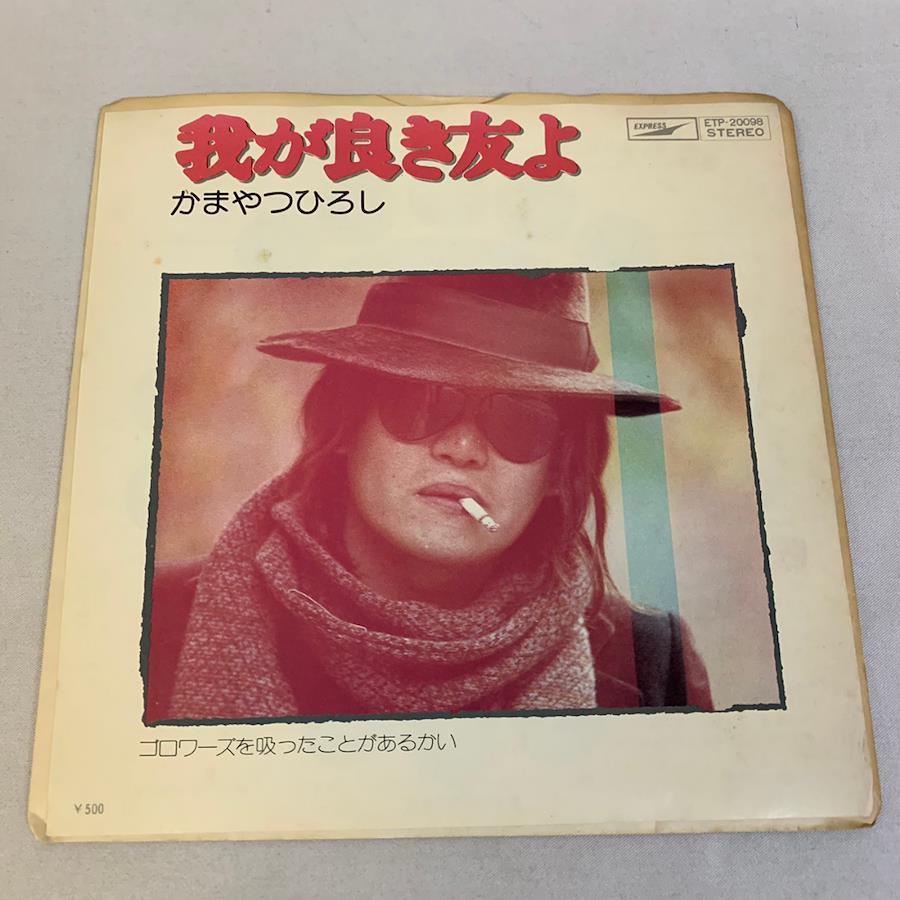 我が良き友よ
かまやつひろし
EXPRESS
ETP-20098
STEREO
ゴロワーズを吸ったことがあるかい
¥500